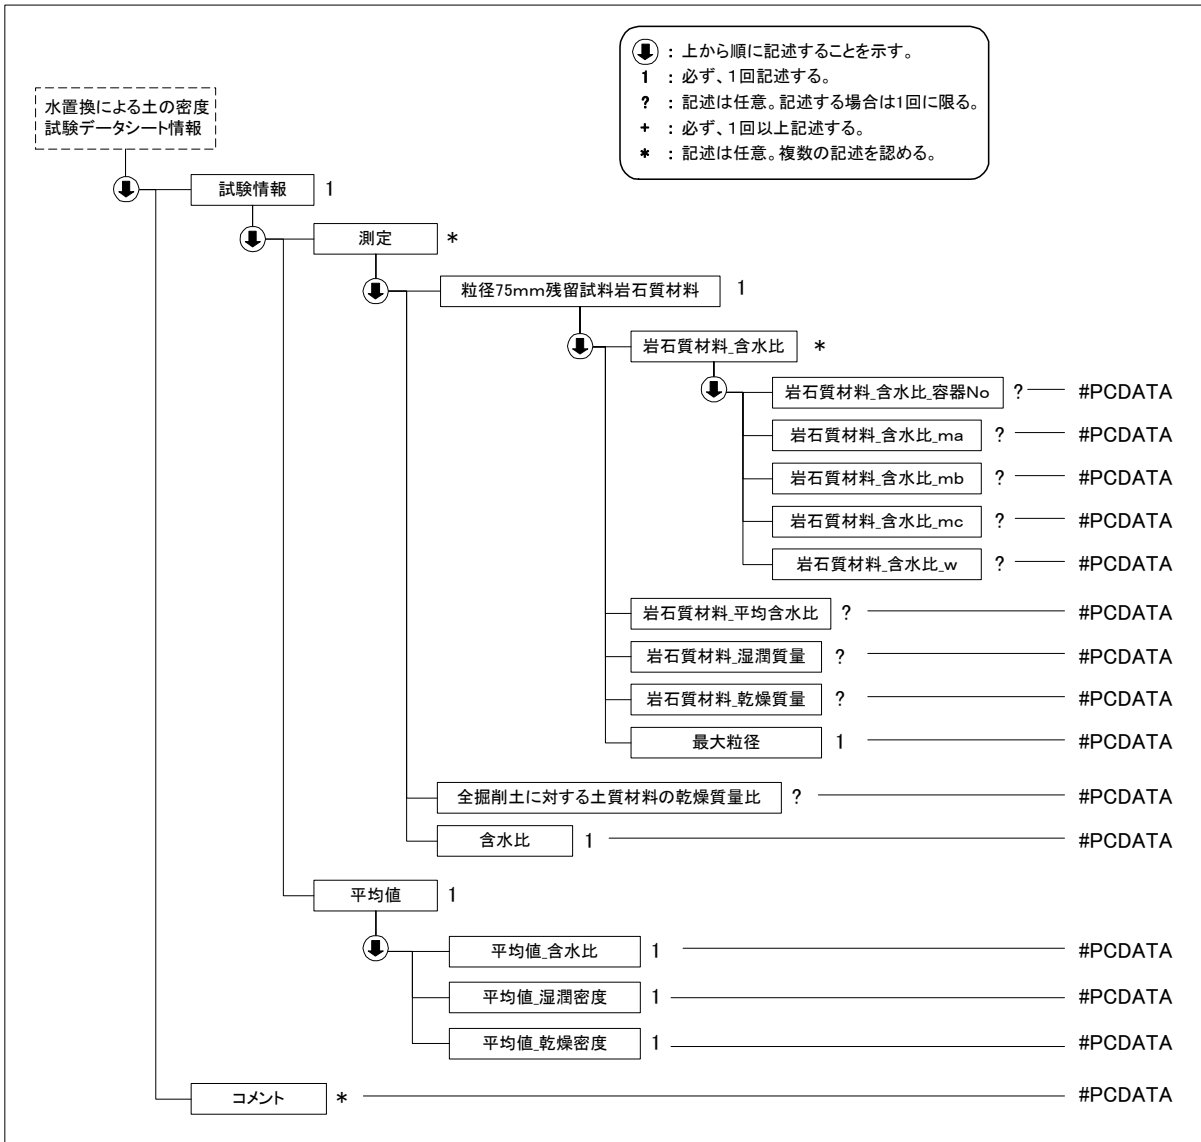 ：上から順に記述することを示す。
1 ：必ず、1回記述する。
? ：記述は任意。記述する場合は1回に限る。
+ ：必ず、1回以上記述する。
* ：記述は任意。複数の記述を認める。
水置換による土の密度
試験データシート情報
試験情報 1
測定 *
粒径75mm残留試料岩石質材料 1
岩石質材料_含水比 *
岩石質材料_含水比_容器No ? #PCDATA
岩石質材料_含水比_ma ? #PCDATA
岩石質材料_含水比_mb ? #PCDATA
岩石質材料_含水比_mc ? #PCDATA
岩石質材料_含水比_w ? #PCDATA
岩石質材料_平均含水比 ? #PCDATA
岩石質材料_湿潤質量 ? #PCDATA
岩石質材料_乾燥質量 ? #PCDATA
最大粒径 1 #PCDATA
全掘削土に対する土質材料の乾燥質量比 ? #PCDATA
含水比 1 #PCDATA
平均値 1
平均値_含水比 1 #PCDATA
平均値_湿潤密度 1 #PCDATA
平均値_乾燥密度 1 #PCDATA
コメント * #PCDATA